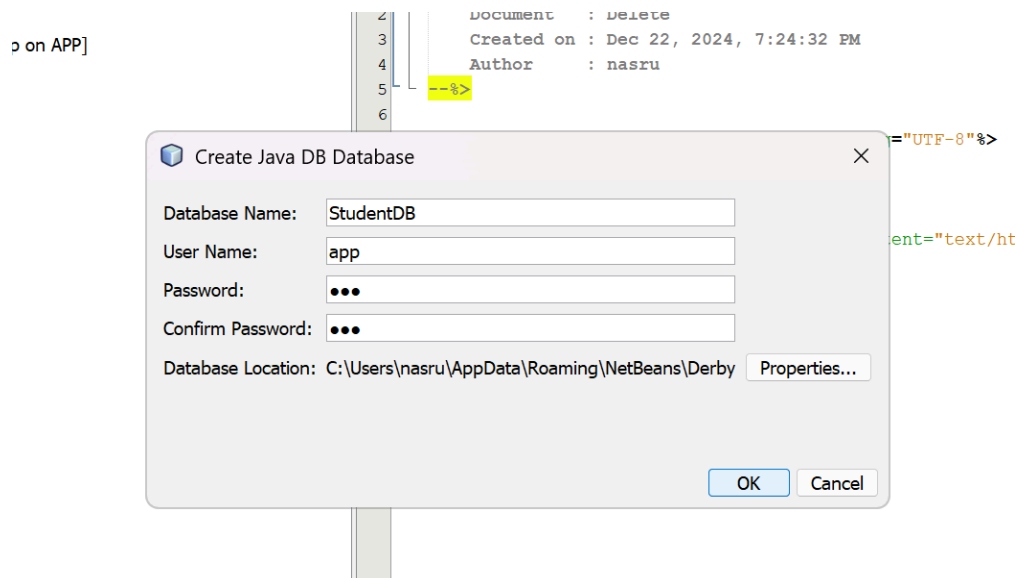 2 Document : Delete
p on APP]
3 Created on : Dec 22, 2024, 7:24:32 PM
4 Author : nasru
5 --%>
6
Create Java DB Database
="UTF-8"%>
Database Name: StudentDB
User Name: app
tent="text/ht
Password: ●●●
Confirm Password: ●●●
Database Location: C:\Users\nasru\AppData\Roaming\NetBeans\Derby Properties...
OK Cancel